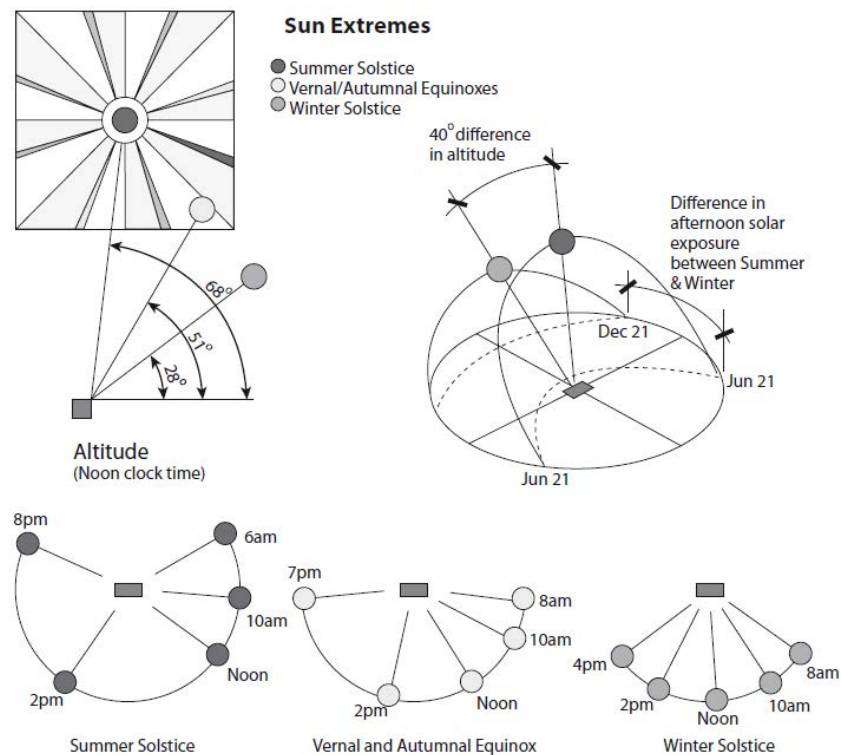 Sun Extremes
Summer Solstice
Vernal/Autumnal Equinoxes
Winter Solstice
40° difference
in altitude
Difference in
afternoon solar
exposure
between Summer
& Winter
68°
51°
28°
Dec 21
Jun 21
Jun 21
Altitude
(Noon clock time)
8pm
6am
10am
Noon
2pm
Summer Solstice
7pm
8am
10am
Noon
2pm
Vernal and Autumnal Equinox
4pm
8am
2pm
10am
Noon
Winter Solstice